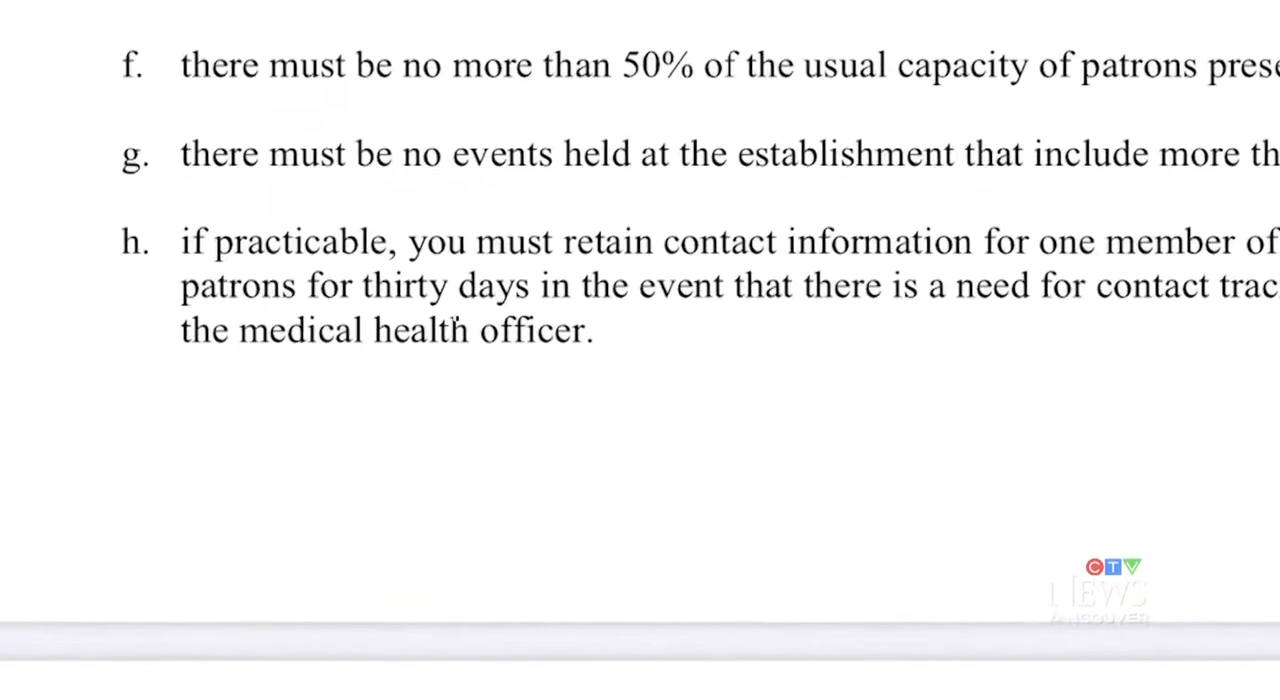 f. there must be no more than 50% of the usual capacity of patrons prese
g. there must be no events held at the establishment that include more th
h. if practicable, you must retain contact information for one member of
patrons for thirty days in the event that there is a need for contact trac
the medical health officer.
CTV
NEWS
VANCOUVER